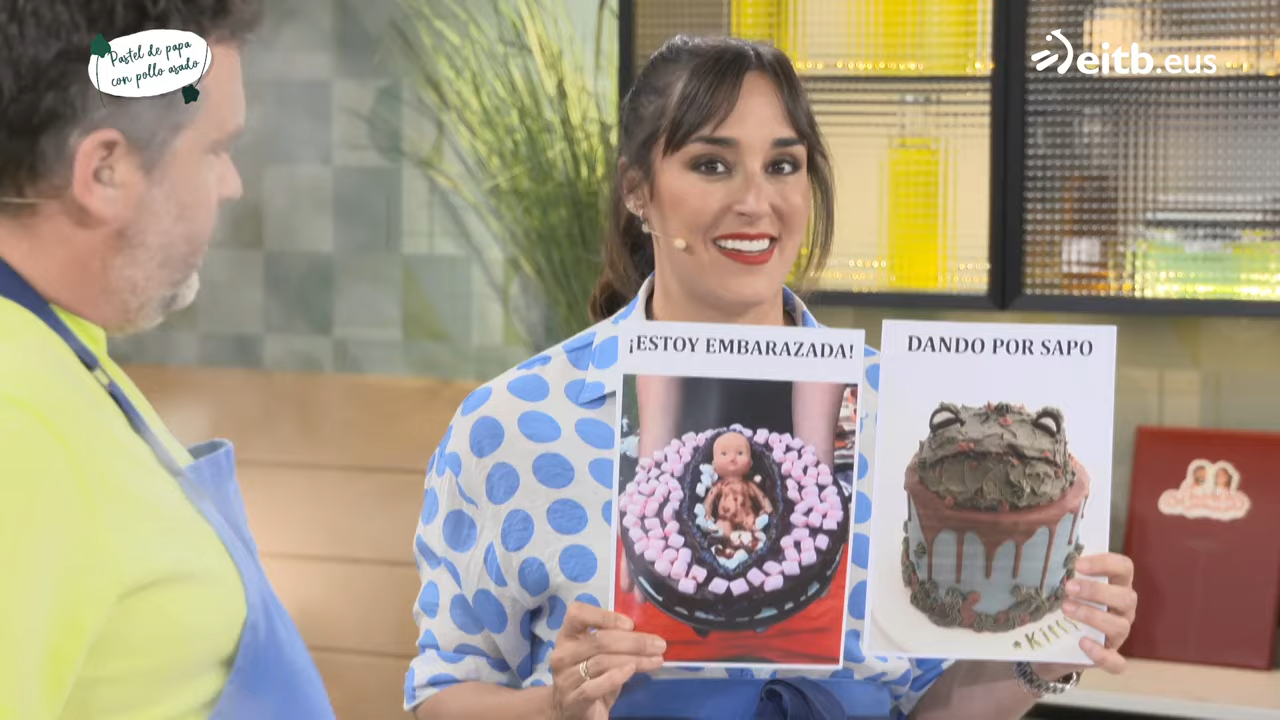 Pastel de papa
con pollo asado
eitb.eus
¡ESTOY EMBARAZADA!
DANDO POR SAPO